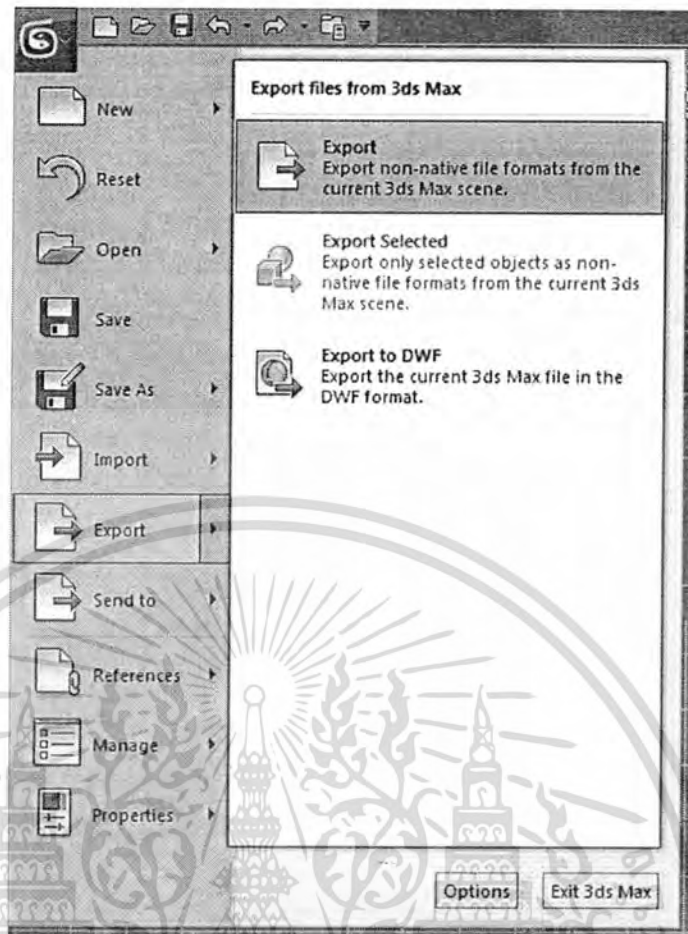 New
Reset
Open
Save
Save As
Import
Export
Send to
References
Manage
Properties
Export files from 3ds Max
Export
Export non-native file formats from the
current 3ds Max scene.
Export Selected
Export only selected objects as non-
native file formats from the current 3ds
Max scene.
Export to DWF
Export the current 3ds Max file in the
DWF format.
Options
Exit 3ds Max